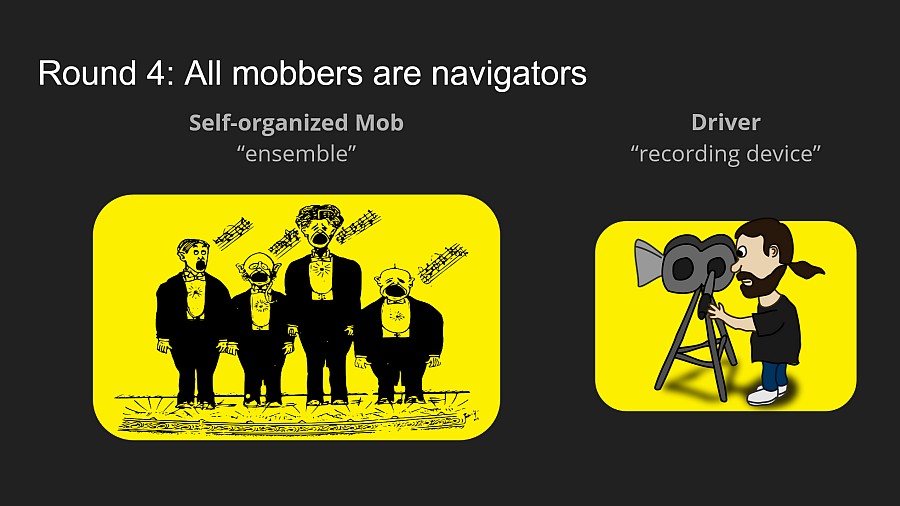 Round 4: All mobbers are navigators
Self-organized Mob
“ensemble”
Driver
“recording device”